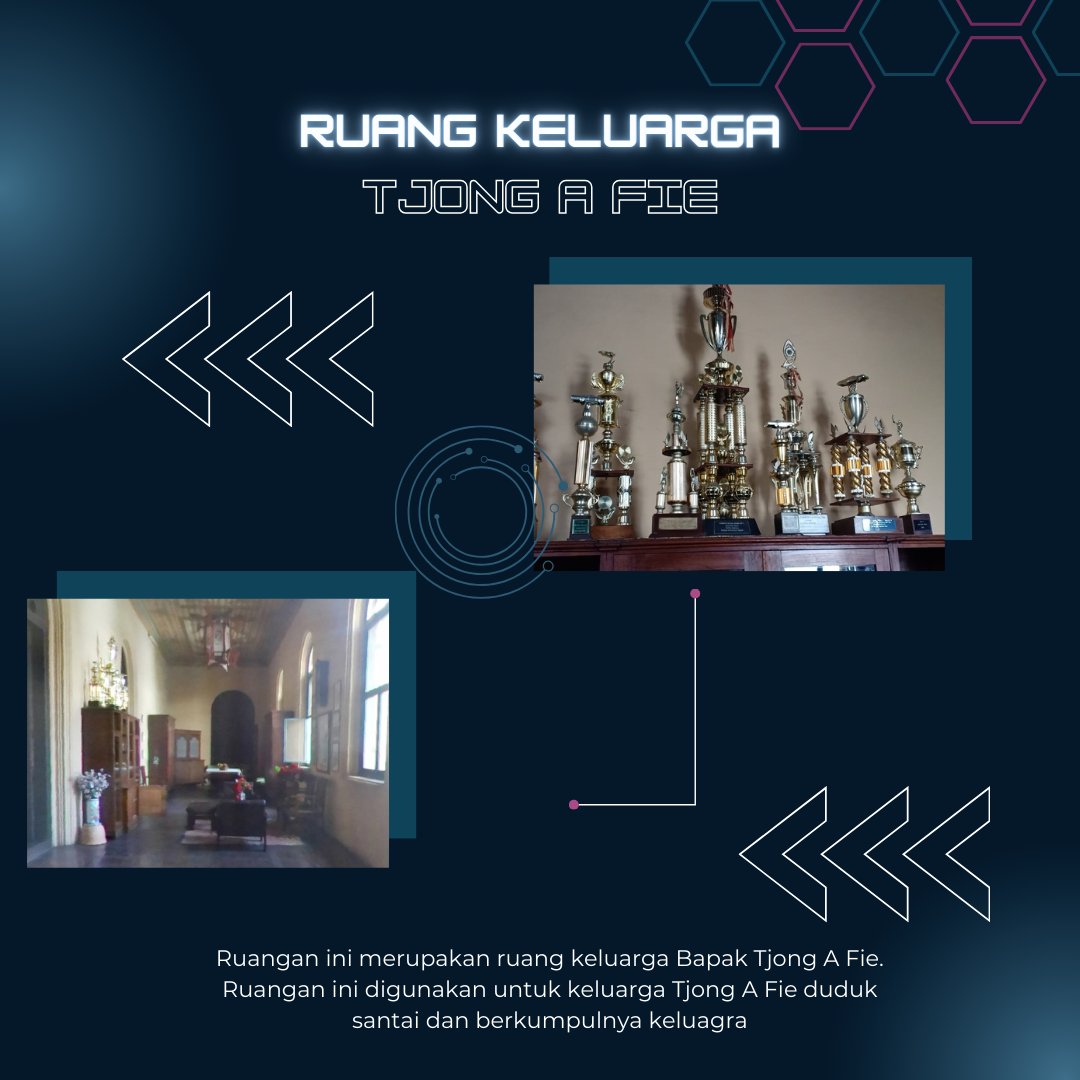 RUANG KELUARGA
TJONG A FIE
Ruangan ini merupakan ruang keluarga Bapak Tjong A Fie.
Ruangan ini digunakan untuk keluarga Tjong A Fie duduk
santai dan berkumpulnya keluagra